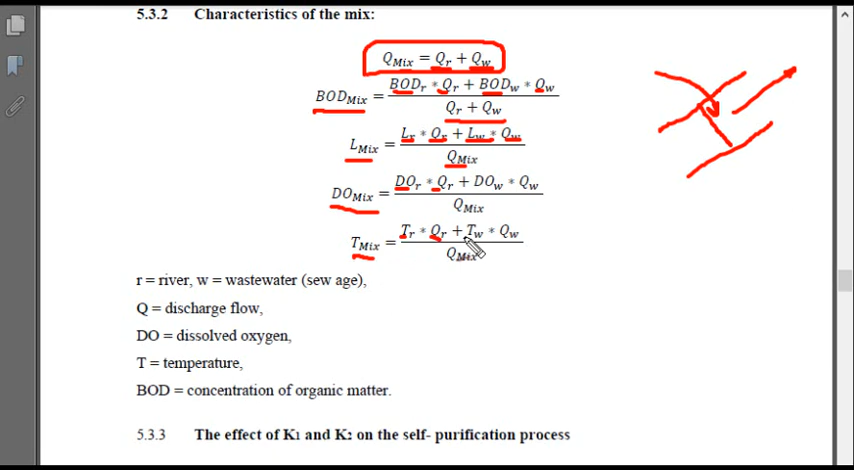 5.3.2 Characteristics of the mix:
Q_Mix = Q_r + Q_w
BOD_Mix = (BOD_r * Q_r + BOD_w * Q_w) / (Q_r + Q_w)
L_Mix = (L_r * Q_r + L_w * Q_w) / Q_Mix
DO_Mix = (DO_r * Q_r + DO_w * Q_w) / Q_Mix
T_Mix = (T_r * Q_r + T_w * Q_w) / Q_Mix
r = river, w = wastewater (sew age),
Q = discharge flow,
DO = dissolved oxygen,
T = temperature,
BOD = concentration of organic matter.
5.3.3 The effect of K₁ and K₂ on the self- purification process